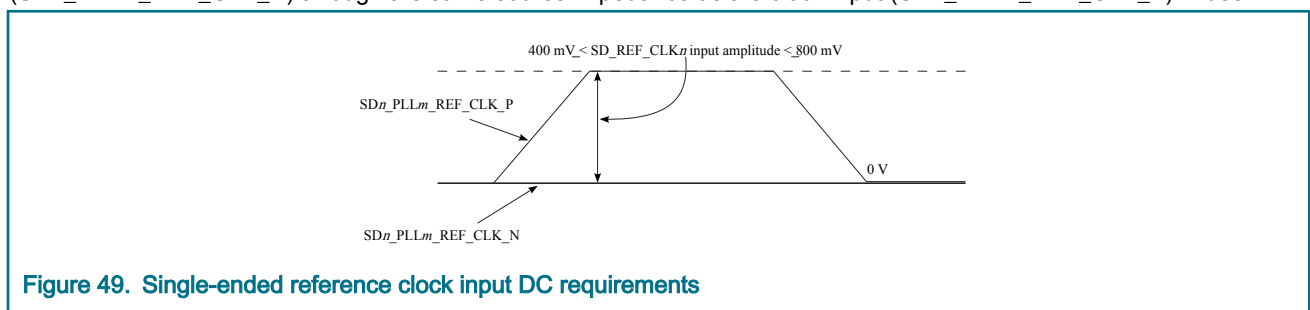 400 mV < SD_REF_CLKn input amplitude < 800 mV
SDn_PLLm_REF_CLK_P
0 V
SDn_PLLm_REF_CLK_N
Figure 49. Single-ended reference clock input DC requirements